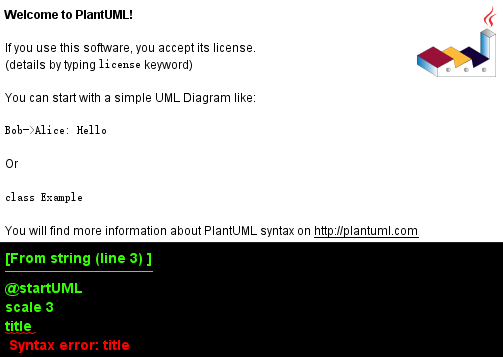 Welcome to PlantUML!
If you use this software, you accept its license.
(details by typing license keyword)
You can start with a simple UML Diagram like:
Bob->Alice: Hello
Or
class Example
You will find more information about PlantUML syntax on http://plantuml.com
[From string (line 3) ]
@startUML
scale 3
title
Syntax error: title